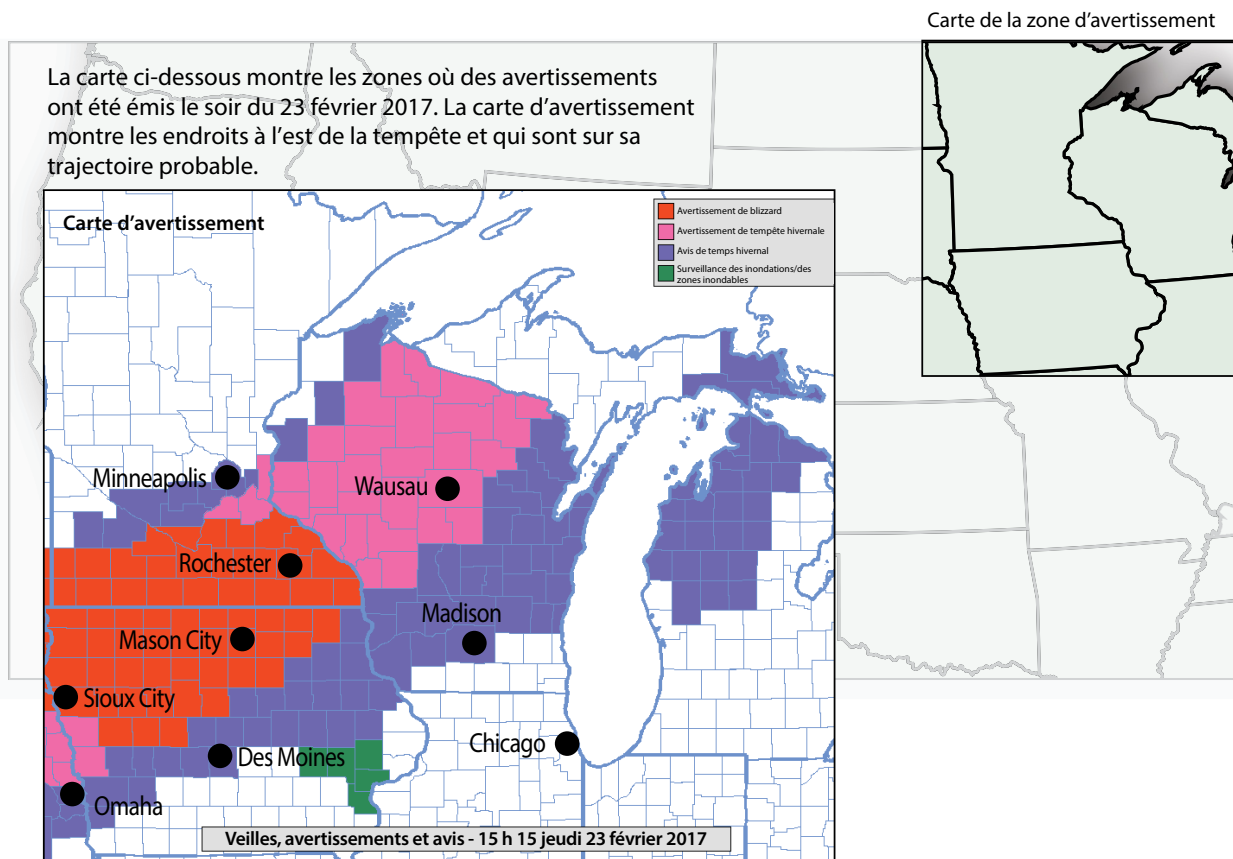 Carte de la zone d'avertissement
La carte ci-dessous montre les zones où des avertissements
ont été émis le soir du 23 février 2017. La carte d'avertissement
montre les endroits à l'est de la tempête et qui sont sur sa
trajectoire probable.
Carte d'avertissement
Avertissement de blizzard
Avertissement de tempête hivernale
Avis de temps hivernal
Surveillance des inondations/des
zones inondables
Minneapolis
Wausau
Rochester
Madison
Mason City
Sioux City
Chicago
Des Moines
Omaha
Veilles, avertissements et avis - 15 h 15 jeudi 23 février 2017